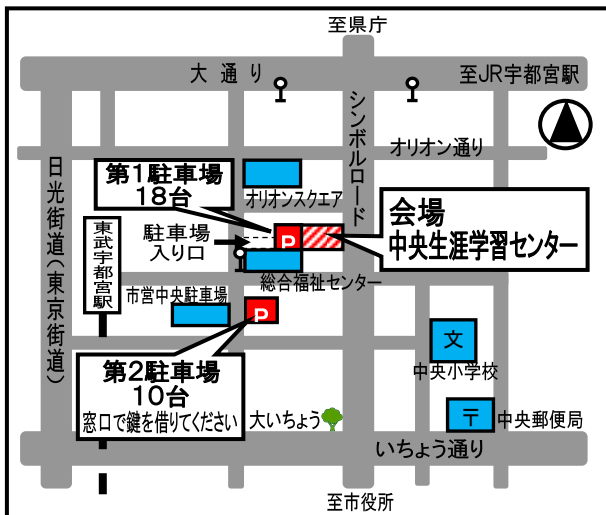 至県庁
大通り
至JR宇都宮駅
シンボルロード
オリオン通り
日光街道(東京街道)
第1駐車場
18台
オリオンスクエア
会場
中央生涯学習センター
東武宇都宮駅
駐車場
入り口
P
総合福祉センター
市営中央駐車場
P
文
中央小学校
第2駐車場
10台
窓口で鍵を借りてください
大いちょう
〒
中央郵便局
いちょう通り
至市役所